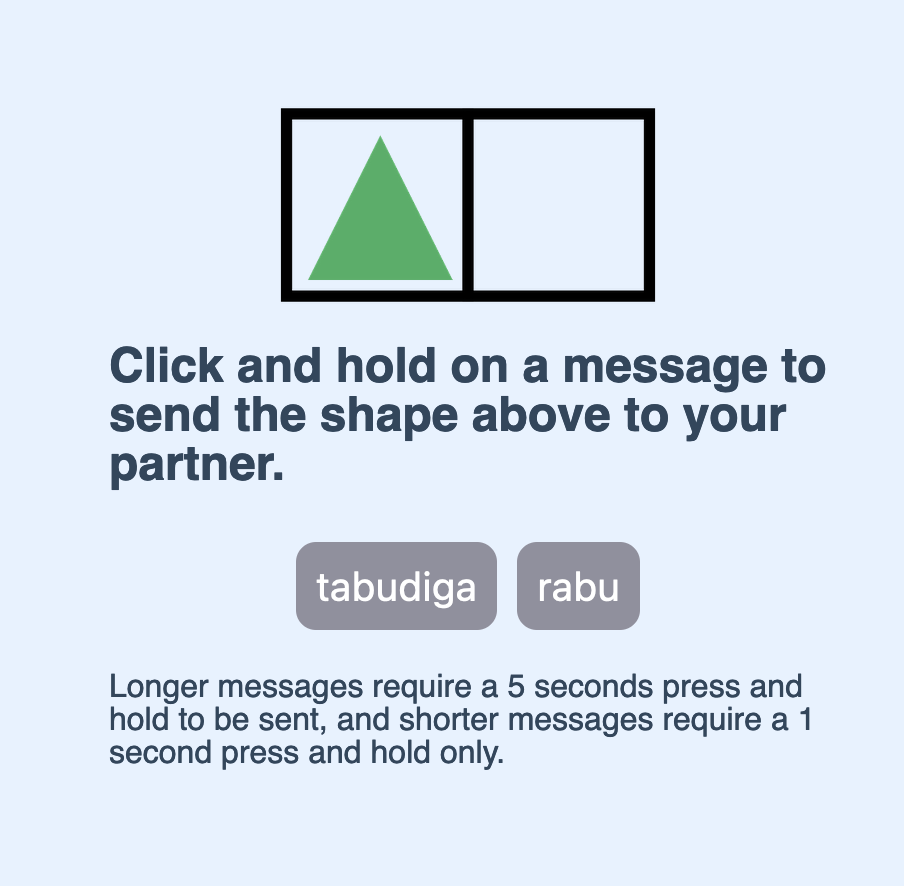 Click and hold on a message to
send the shape above to your
partner.
tabudiga rabu
Longer messages require a 5 seconds press and
hold to be sent, and shorter messages require a 1
second press and hold only.